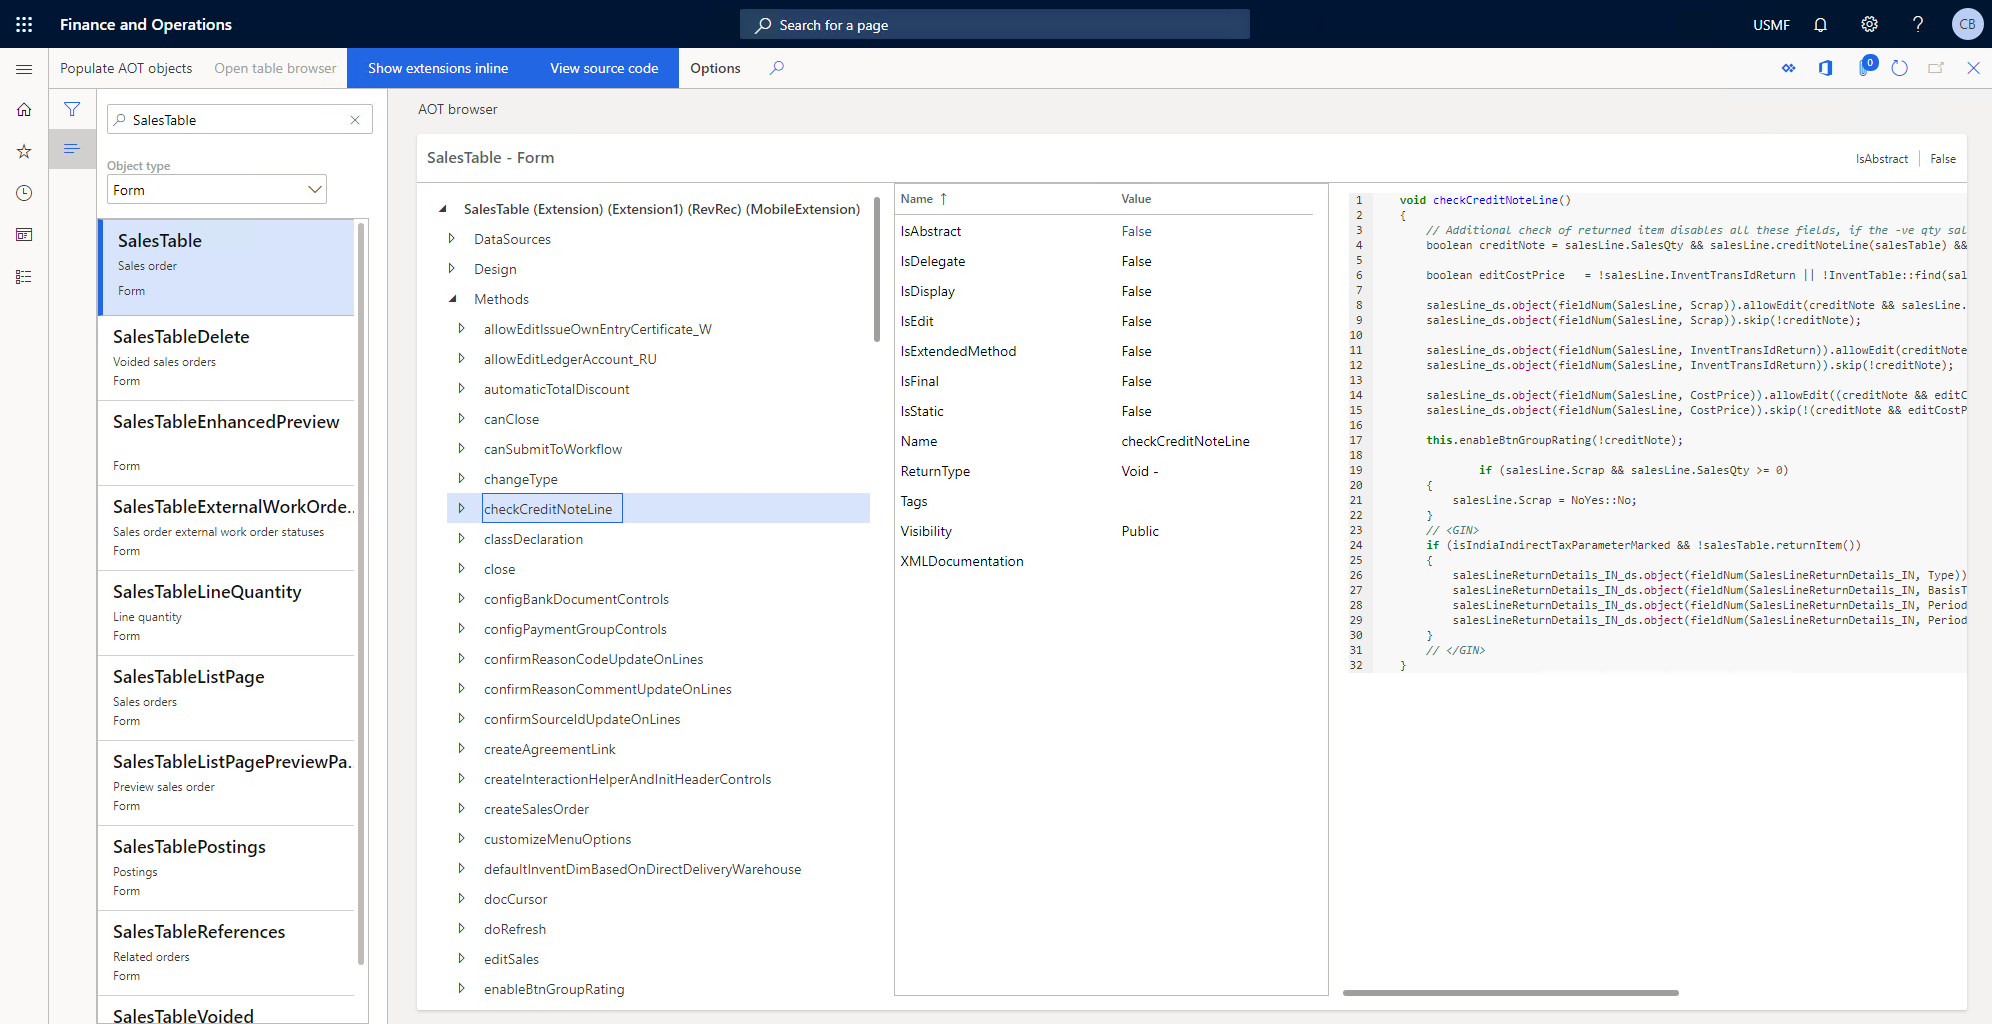 Finance and Operations
Search for a page
USMF
CB
Populate AOT objects
Open table browser
Show extensions inline
View source code
Options
0
SalesTable
Object type
Form
SalesTable
Sales order
Form
SalesTableDelete
Voided sales orders
Form
SalesTableEnhancedPreview
Form
SalesTableExternalWorkOrde..
Sales order external work order statuses
Form
SalesTableLineQuantity
Line quantity
Form
SalesTableListPage
Sales orders
Form
SalesTableListPagePreviewPa..
Preview sales order
Form
SalesTablePostings
Postings
Form
SalesTableReferences
Related orders
Form
SalesTableVoided
AOT browser
SalesTable - Form
IsAbstract
False
SalesTable (Extension) (Extension1) (RevRec) (MobileExtension)
DataSources
Design
Methods
allowEditIssueOwnEntryCertificate_W
allowEditLedgerAccount_RU
automaticTotalDiscount
canClose
canSubmitToWorkflow
changeType
checkCreditNoteLine
classDeclaration
close
configBankDocumentControls
configPaymentGroupControls
confirmReasonCodeUpdateOnLines
confirmReasonCommentUpdateOnLines
confirmSourceIdUpdateOnLines
createAgreementLink
createInteractionHelperAndInitHeaderControls
createSalesOrder
customizeMenuOptions
defaultInventDimBasedOnDirectDeliveryWarehouse
docCursor
doRefresh
editSales
enableBtnGroupRating
Name ↑ Value
IsAbstract False
IsDelegate False
IsDisplay False
IsEdit False
IsExtendedMethod False
IsFinal False
IsStatic False
Name checkCreditNoteLine
ReturnType Void -
Tags
Visibility Public
XMLDocumentation
1 void checkCreditNoteLine()
2 {
3 // Additional check of returned item disables all these fields, if the -ve qty sal
4 boolean creditNote = salesLine.SalesQty && salesLine.creditNoteLine(salesTable) &&
5
6 boolean editCostPrice = !salesLine.InventTransIdReturn || !InventTable::find(sal
7
8 salesLine_ds.object(fieldNum(SalesLine, Scrap)).allowEdit(creditNote && salesLine.
9 salesLine_ds.object(fieldNum(SalesLine, Scrap)).skip(!creditNote);
10
11 salesLine_ds.object(fieldNum(SalesLine, InventTransIdReturn)).allowEdit(creditNote
12 salesLine_ds.object(fieldNum(SalesLine, InventTransIdReturn)).skip(!creditNote);
13
14 salesLine_ds.object(fieldNum(SalesLine, CostPrice)).allowEdit((creditNote && editC
15 salesLine_ds.object(fieldNum(SalesLine, CostPrice)).skip(!(creditNote && editCostP
16
17 this.enableBtnGroupRating(!creditNote);
18
19 if (salesLine.Scrap && salesLine.SalesQty >= 0)
20 {
21 salesLine.Scrap = NoYes::No;
22 }
23 // <GIN>
24 if (isIndiaIndirectTaxParameterMarked && !salesTable.returnItem())
25 {
26 salesLineReturnDetails_IN_ds.object(fieldNum(SalesLineReturnDetails_IN, Type))
27 salesLineReturnDetails_IN_ds.object(fieldNum(SalesLineReturnDetails_IN, BasisT
28 salesLineReturnDetails_IN_ds.object(fieldNum(SalesLineReturnDetails_IN, Period
29 salesLineReturnDetails_IN_ds.object(fieldNum(SalesLineReturnDetails_IN, Period
30 }
31 // </GIN>
32 }